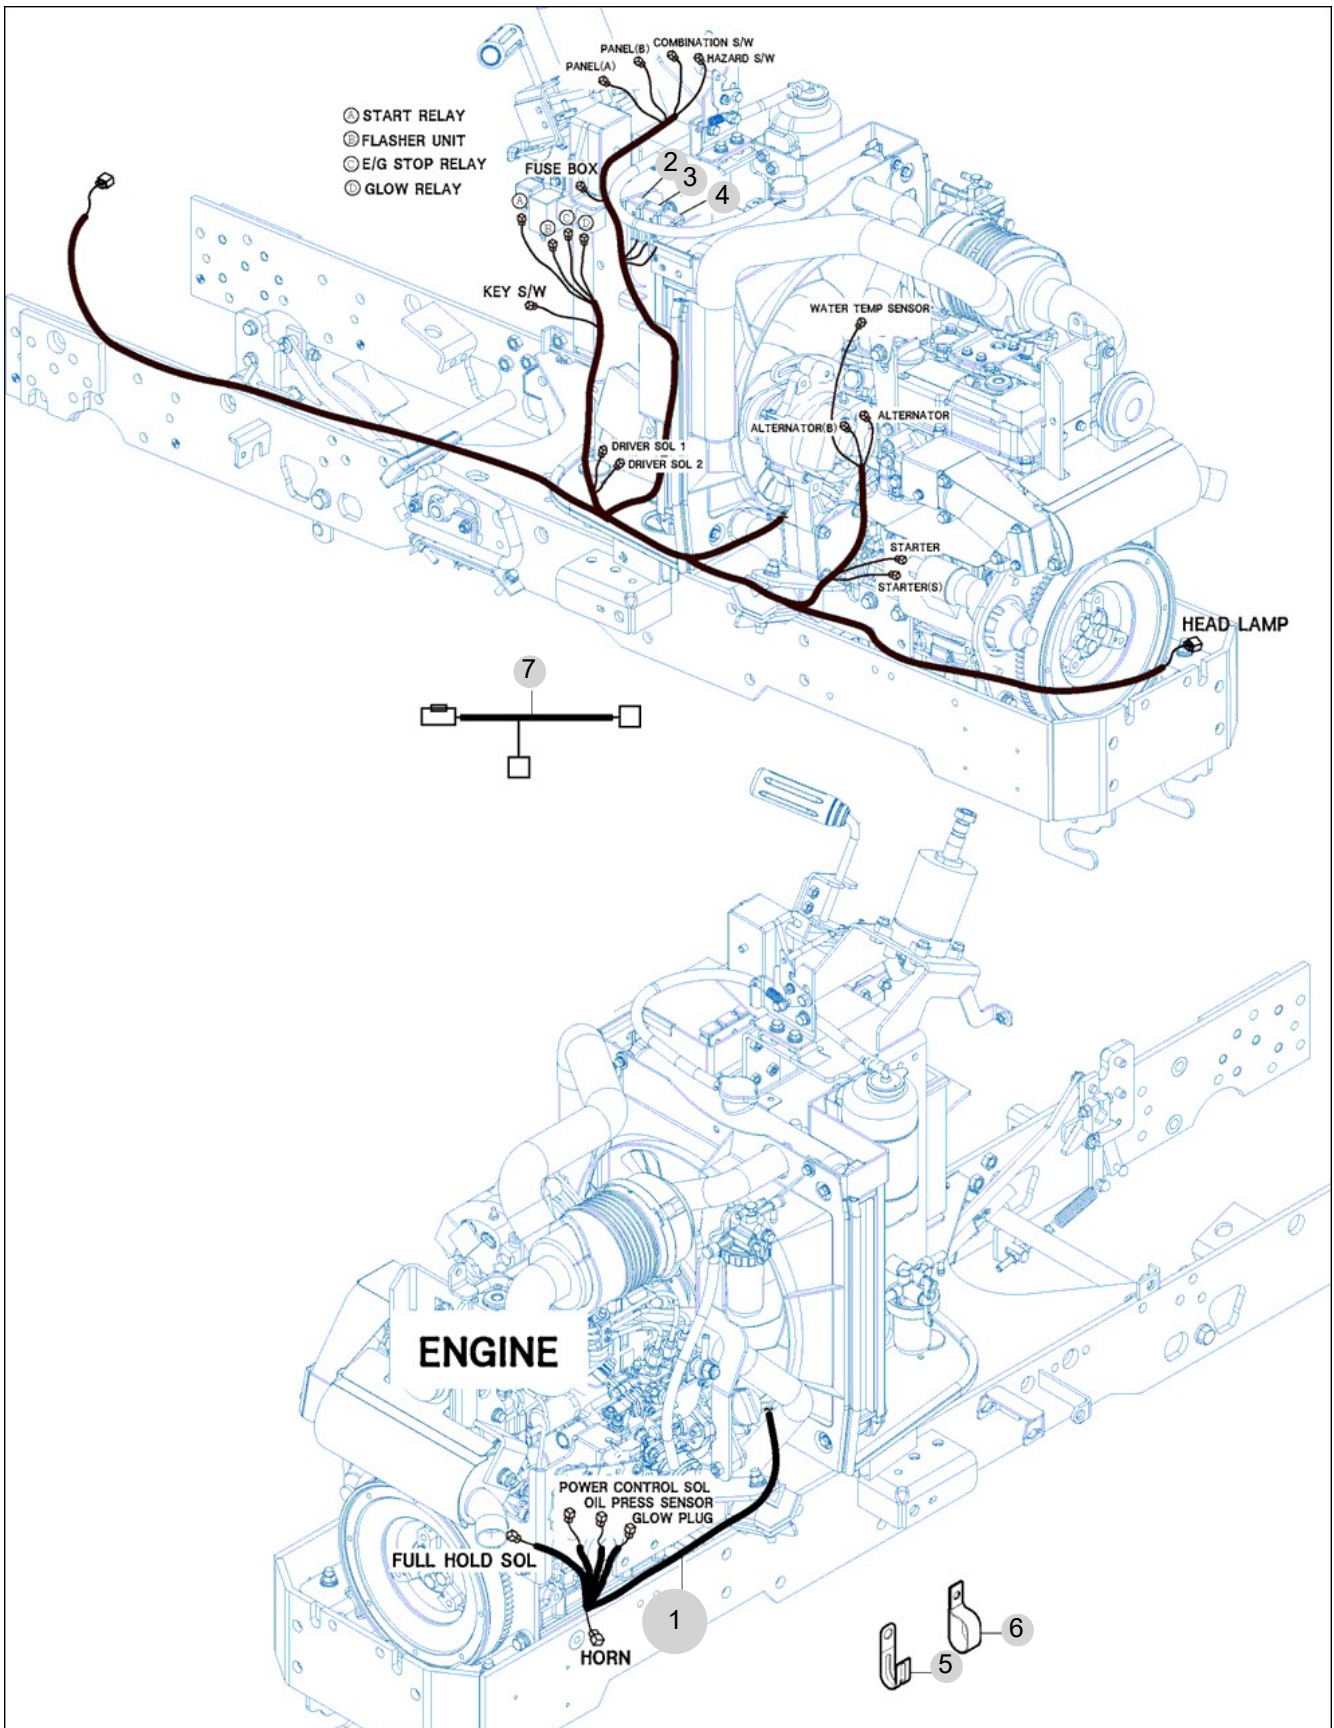 COMBINATION S/W
PANEL(B)
HAZARD S/W
PANEL(A)
Ⓐ START RELAY
Ⓑ FLASHER UNIT
Ⓒ E/G STOP RELAY
Ⓓ GLOW RELAY
FUSE BOX
2
3
4
Ⓐ
Ⓑ
Ⓒ
Ⓓ
KEY S/W
WATER TEMP SENSOR
ALTERNATOR
ALTERNATOR(B)
DRIVER SOL 1
DRIVER SOL 2
STARTER
STARTER(S)
HEAD LAMP
7
ENGINE
POWER CONTROL SOL
OIL PRESS SENSOR
GLOW PLUG
FULL HOLD SOL
1
HORN
6
5